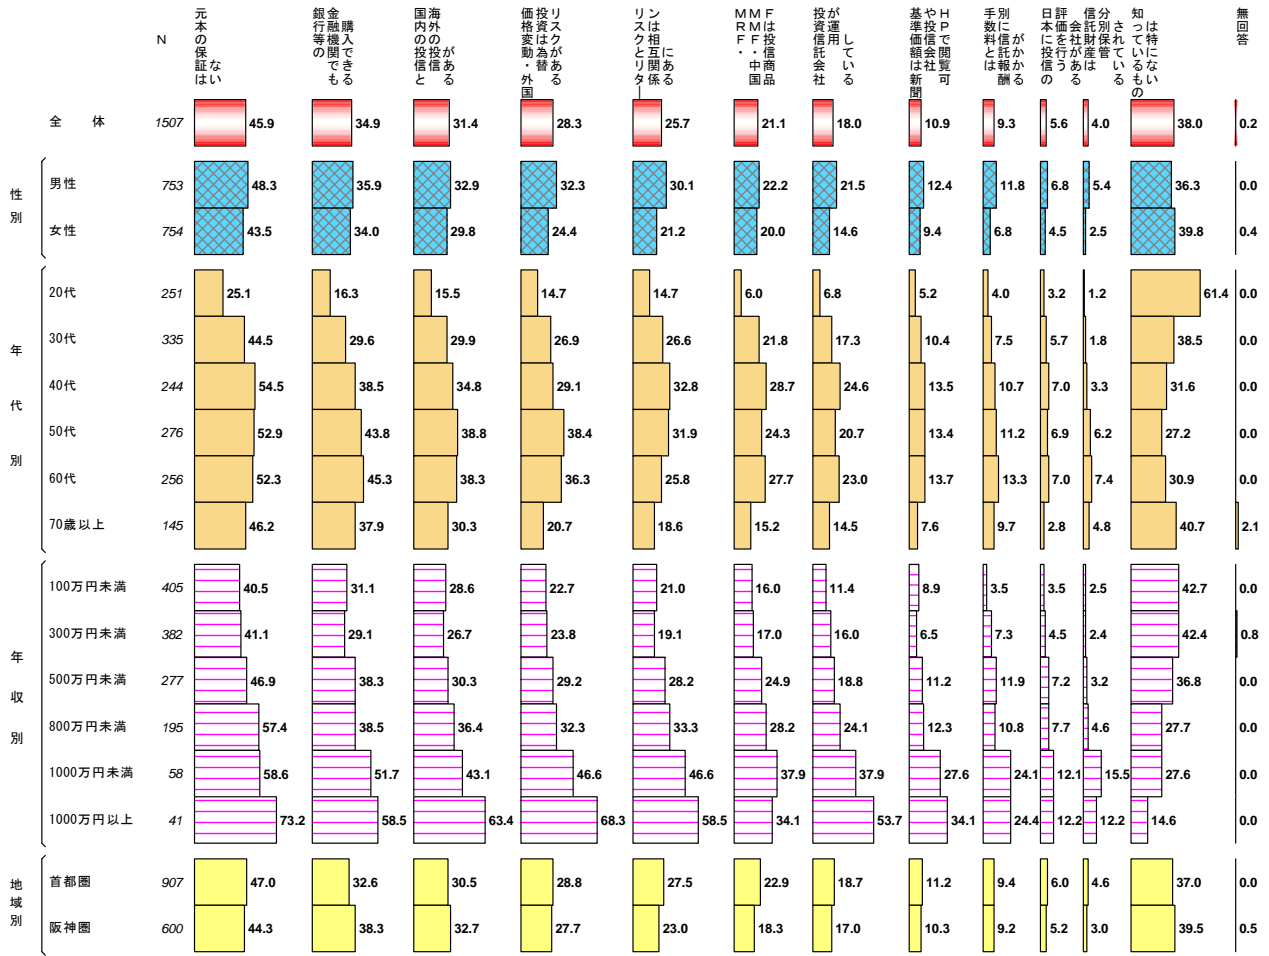 元本の保証は
ない
銀行等の
金融機関でも
購入できる
国内の投信と
海外の投信
がある
価格変動・外国
投資は為替
リスクがある
リスクとリター
ンは相互関係
にある
MRF・
MMF・中国
Fは投信商品
投資信託会社
が運用
している
基準価額は新聞
や投信会社
HPで閲覧可
手数料とは
別に信託報酬
がかかる
日本に投信の
評価を行う
会社がある
信託財産は
分別保管
されている
知っているもの
は特にない
無回答
N
全体 1507 45.9 34.9 31.4 28.3 25.7 21.1 18.0 10.9 9.3 5.6 4.0 38.0 0.2
性別
男性 753 48.3 35.9 32.9 32.3 30.1 22.2 21.5 12.4 11.8 6.8 5.4 36.3 0.0
女性 754 43.5 34.0 29.8 24.4 21.2 20.0 14.6 9.4 6.8 4.5 2.5 39.8 0.4
年代別
20代 251 25.1 16.3 15.5 14.7 14.7 6.0 6.8 5.2 4.0 3.2 1.2 61.4 0.0
30代 335 44.5 29.6 29.9 26.9 26.6 21.8 17.3 10.4 7.5 5.7 1.8 38.5 0.0
40代 244 54.5 38.5 34.8 29.1 32.8 28.7 24.6 13.5 10.7 7.0 3.3 31.6 0.0
50代 276 52.9 43.8 38.8 38.4 31.9 24.3 20.7 13.4 11.2 6.9 6.2 27.2 0.0
60代 256 52.3 45.3 38.3 36.3 25.8 27.7 23.0 13.7 13.3 7.0 7.4 30.9 0.0
70歳以上 145 46.2 37.9 30.3 20.7 18.6 15.2 14.5 7.6 9.7 2.8 4.8 40.7 2.1
年収別
100万円未満 405 40.5 31.1 28.6 22.7 21.0 16.0 11.4 8.9 3.5 3.5 2.5 42.7 0.0
300万円未満 382 41.1 29.1 26.7 23.8 19.1 17.0 16.0 6.5 7.3 4.5 2.4 42.4 0.8
500万円未満 277 46.9 38.3 30.3 29.2 28.2 24.9 18.8 11.2 11.9 7.2 3.2 36.8 0.0
800万円未満 195 57.4 38.5 36.4 32.3 33.3 28.2 24.1 12.3 10.8 7.7 4.6 27.7 0.0
1000万円未満 58 58.6 51.7 43.1 46.6 46.6 37.9 37.9 27.6 24.1 12.1 15.5 27.6 0.0
1000万円以上 41 73.2 58.5 63.4 68.3 58.5 34.1 53.7 34.1 24.4 12.2 12.2 14.6 0.0
地域別
首都圏 907 47.0 32.6 30.5 28.8 27.5 22.9 18.7 11.2 9.4 6.0 4.6 37.0 0.0
阪神圏 600 44.3 38.3 32.7 27.7 23.0 18.3 17.0 10.3 9.2 5.2 3.0 39.5 0.5